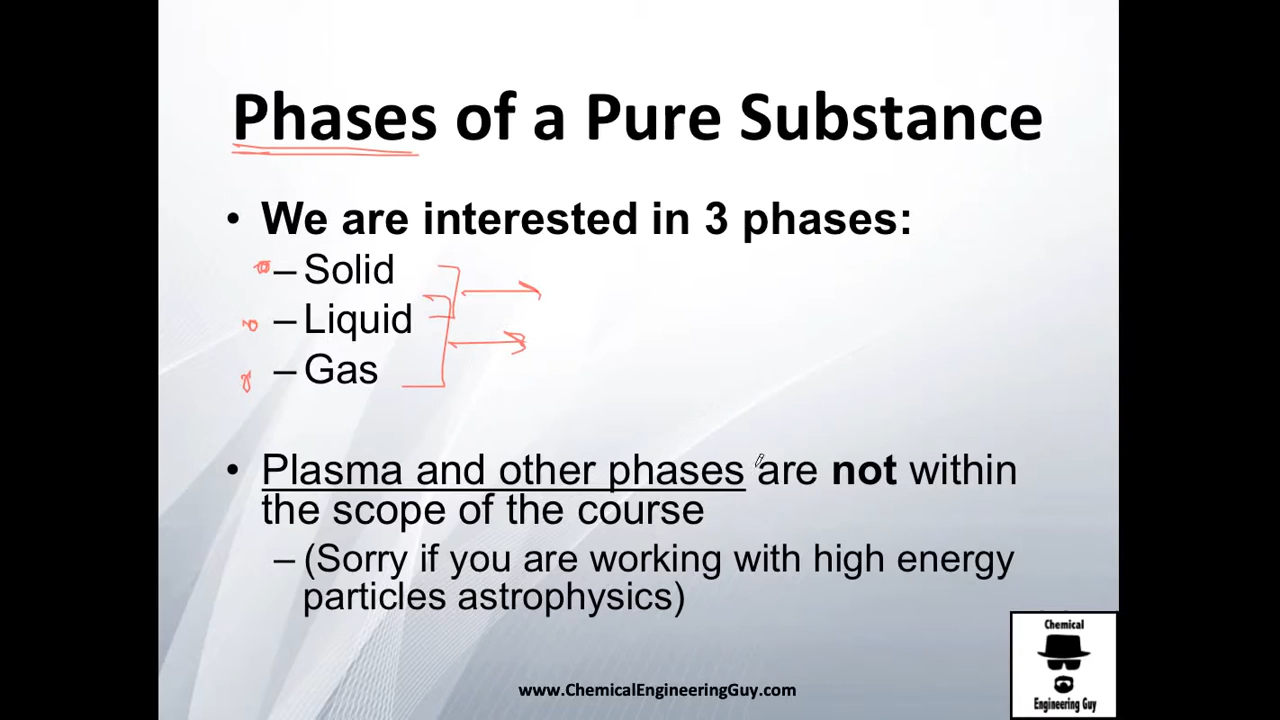 Phases of a Pure Substance
• We are interested in 3 phases:
– Solid
– Liquid
– Gas
• Plasma and other phases are not within
the scope of the course
– (Sorry if you are working with high energy
particles astrophysics)
Chemical
Engineering Guy
www.ChemicalEngineeringGuy.com